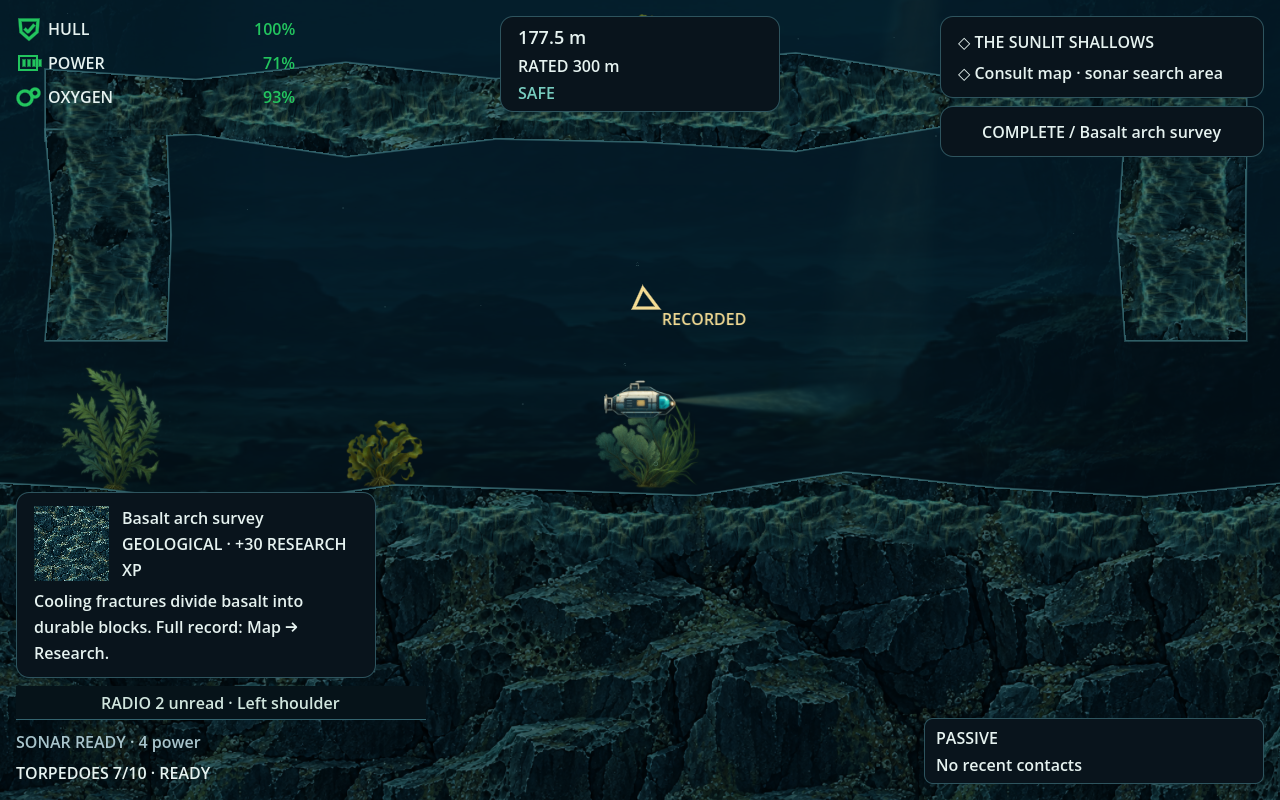 HULL 100%
POWER 71%
OXYGEN 93%
177.5 m
RATED 300 m
SAFE
◇ THE SUNLIT SHALLOWS
◇ Consult map · sonar search area
COMPLETE / Basalt arch survey
RECORDED
Basalt arch survey
GEOLOGICAL · +30 RESEARCH
XP
Cooling fractures divide basalt into
durable blocks. Full record: Map →
Research.
RADIO 2 unread · Left shoulder
SONAR READY · 4 power
TORPEDOES 7/10 · READY
PASSIVE
No recent contacts